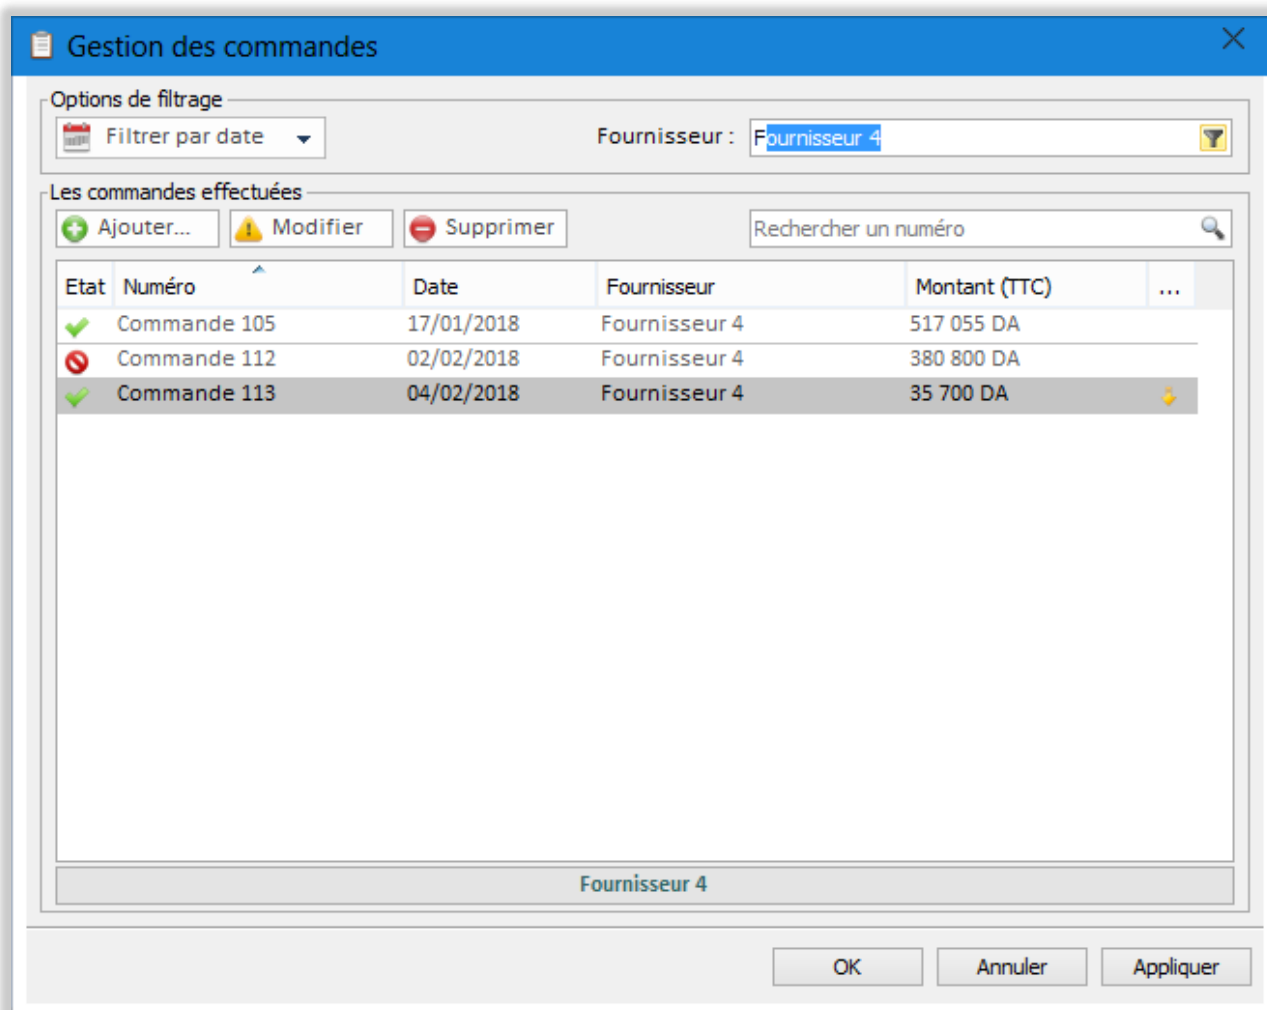 Gestion des commandes
Options de filtrage
Filtrer par date Fournisseur : Fournisseur 4
Les commandes effectuées
Ajouter... Modifier Supprimer Rechercher un numéro
Etat Numéro Date Fournisseur Montant (TTC) ...
Commande 105 17/01/2018 Fournisseur 4 517 055 DA
Commande 112 02/02/2018 Fournisseur 4 380 800 DA
Commande 113 04/02/2018 Fournisseur 4 35 700 DA
Fournisseur 4
OK Annuler Appliquer